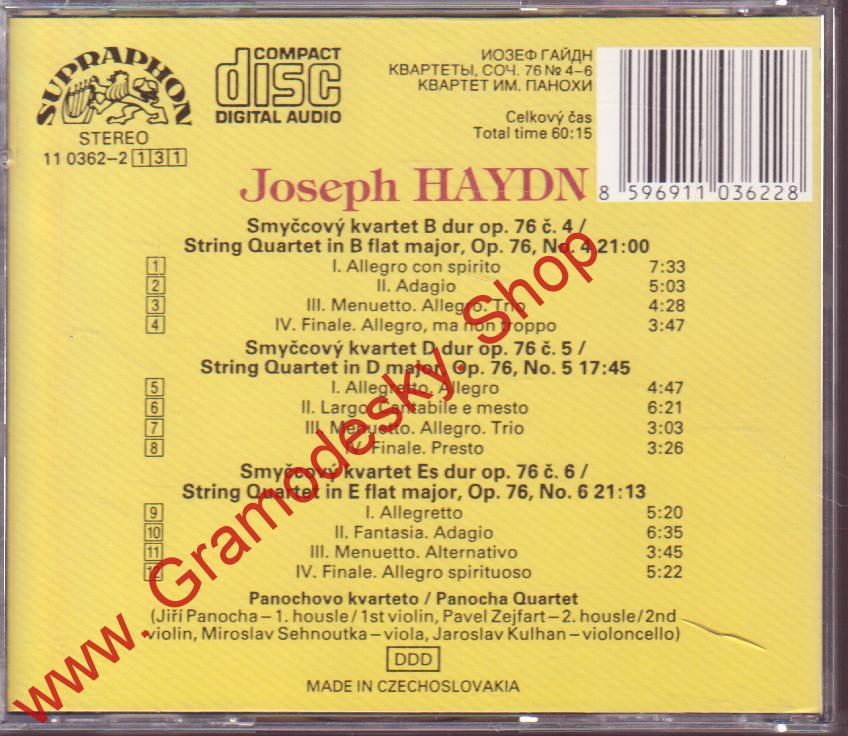 SUPRAPHON
STEREO
11 0362-2 131
COMPACT
disc
DIGITAL AUDIO
ИОЗЕФ ГАЙДН
КВАРТЕТЫ, СОЧ. 76 № 4–6
КВАРТЕТ ИМ. ПАНОХИ
Celkový čas
Total time 60:15
8 596911 036228
Joseph HAYDN
Smyčcový kvartet B dur op. 76 č. 4 /
String Quartet in B flat major, Op. 76, No. 4 21:00
1 I. Allegro con spirito 7:33
2 II. Adagio 5:03
3 III. Menuetto. Allegro. Trio 4:28
4 IV. Finale. Allegro, ma non troppo 3:47
Smyčcový kvartet D dur op. 76 č. 5 /
String Quartet in D major, Op. 76, No. 5 17:45
5 I. Allegretto. Allegro 4:47
6 II. Largo. Cantabile e mesto 6:21
7 III. Menuetto. Allegro. Trio 3:03
8 IV. Finale. Presto 3:26
Smyčcový kvartet Es dur op. 76 č. 6 /
String Quartet in E flat major, Op. 76, No. 6 21:13
9 I. Allegretto 5:20
10 II. Fantasia. Adagio 6:35
11 III. Menuetto. Alternativo 3:45
12 IV. Finale. Allegro spirituoso 5:22
Panochovo kvarteto / Panocha Quartet
(Jiří Panocha – 1. housle / 1st violin, Pavel Zejfart – 2. housle / 2nd
violin, Miroslav Sehnoutka – viola, Jaroslav Kulhan – violoncello)
DDD
MADE IN CZECHOSLOVAKIA
www.Gramodesky.Shop